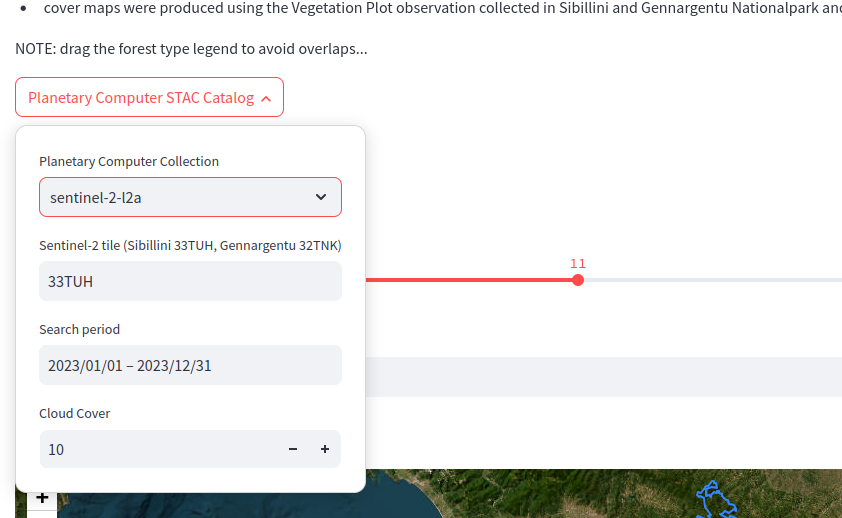 cover maps were produced using the Vegetation Plot observation collected in Sibillini and Gennargentu Nationalpark and
NOTE: drag the forest type legend to avoid overlaps...
Planetary Computer STAC Catalog
Planetary Computer Collection
sentinel-2-l2a
Sentinel-2 tile (Sibillini 33TUH, Gennargentu 32TNK)
11
33TUH
Search period
2023/01/01 – 2023/12/31
Cloud Cover
10
− +
+